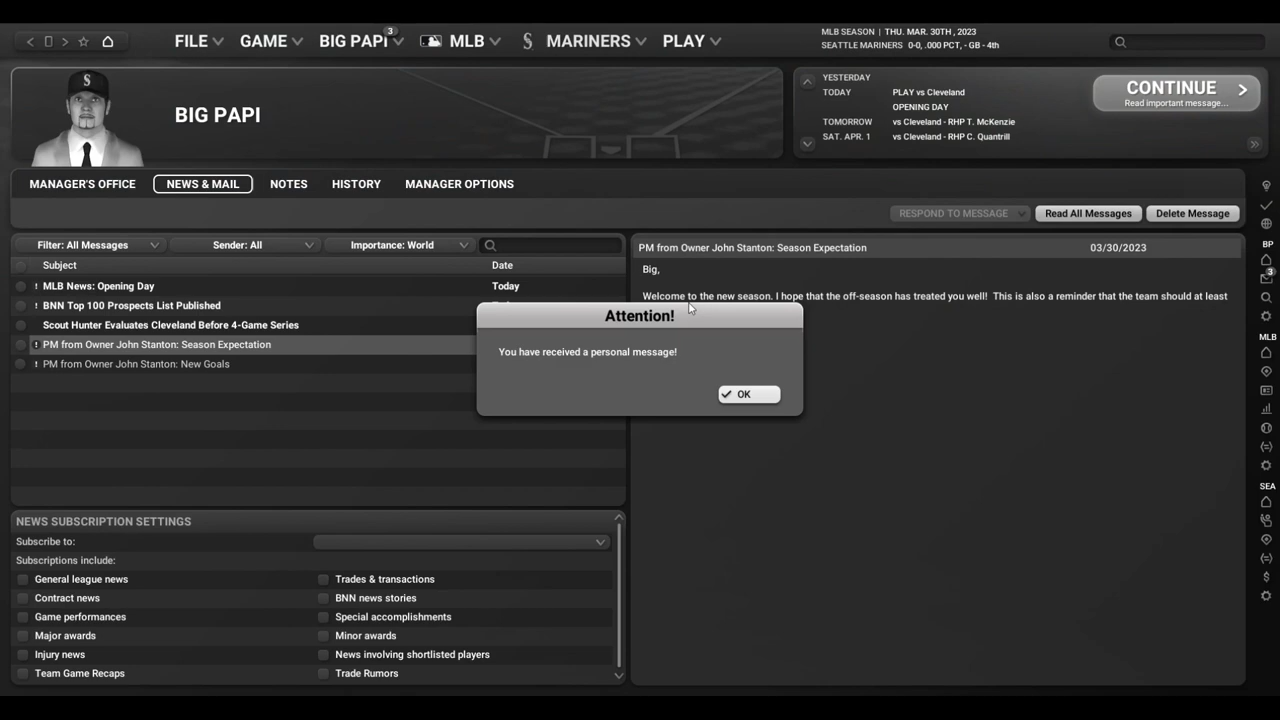 FILE GAME BIG PAPI 3 MLB MARINERS PLAY
MLB SEASON | THU. MAR. 30TH , 2023
SEATTLE MARINERS 0-0, .000 PCT, - GB - 4th
BIG PAPI
YESTERDAY
TODAY PLAY vs Cleveland
OPENING DAY
TOMORROW vs Cleveland - RHP T. McKenzie
SAT. APR. 1 vs Cleveland - RHP C. Quantrill
CONTINUE
Read important message...
MANAGER'S OFFICE NEWS & MAIL NOTES HISTORY MANAGER OPTIONS
RESPOND TO MESSAGE Read All Messages Delete Message
Filter: All Messages Sender: All Importance: World
Subject Date
! MLB News: Opening Day Today
! BNN Top 100 Prospects List Published
Scout Hunter Evaluates Cleveland Before 4-Game Series
! PM from Owner John Stanton: Season Expectation
! PM from Owner John Stanton: New Goals
PM from Owner John Stanton: Season Expectation 03/30/2023
Big,
Welcome to the new season. I hope that the off-season has treated you well! This is also a reminder that the team should at least
Attention!
You have received a personal message!
OK
NEWS SUBSCRIPTION SETTINGS
Subscribe to:
Subscriptions include:
General league news Trades & transactions
Contract news BNN news stories
Game performances Special accomplishments
Major awards Minor awards
Injury news News involving shortlisted players
Team Game Recaps Trade Rumors
BP
3
MLB
SEA